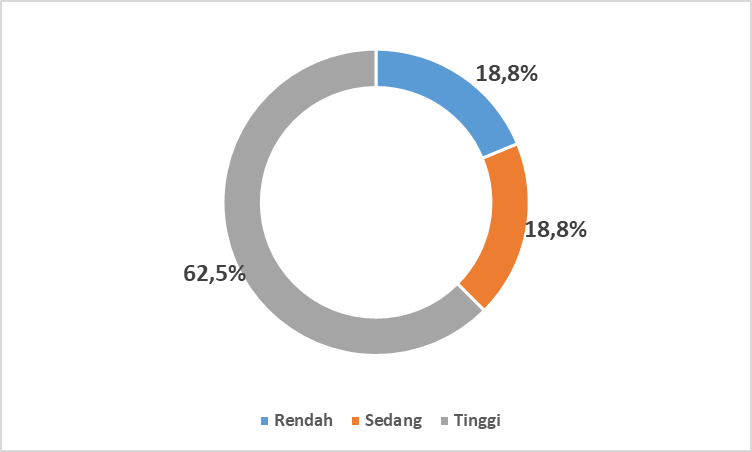 18,8%
18,8%
62,5%
Rendah Sedang Tinggi